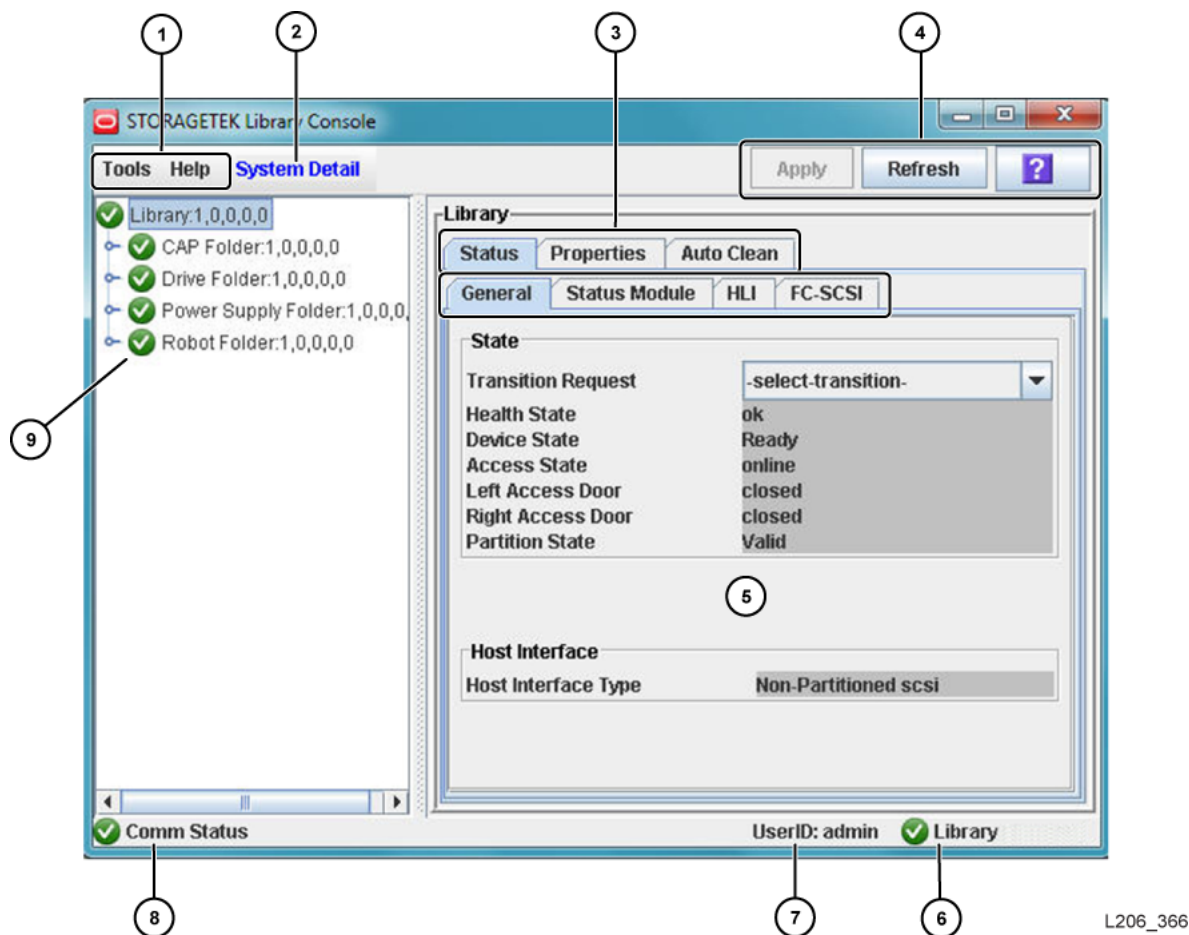 1
2
3
4
STORAGETEK Library Console
Tools Help System Detail
Apply Refresh ?
Library:1,0,0,0,0
CAP Folder:1,0,0,0,0
Drive Folder:1,0,0,0,0
Power Supply Folder:1,0,0,0,
Robot Folder:1,0,0,0,0
9
Library
Status Properties Auto Clean
General Status Module HLI FC-SCSI
State
Transition Request -select-transition-
Health State ok
Device State Ready
Access State online
Left Access Door closed
Right Access Door closed
Partition State Valid
5
Host Interface
Host Interface Type Non-Partitioned scsi
Comm Status UserID: admin Library
8
7
6
L206_366